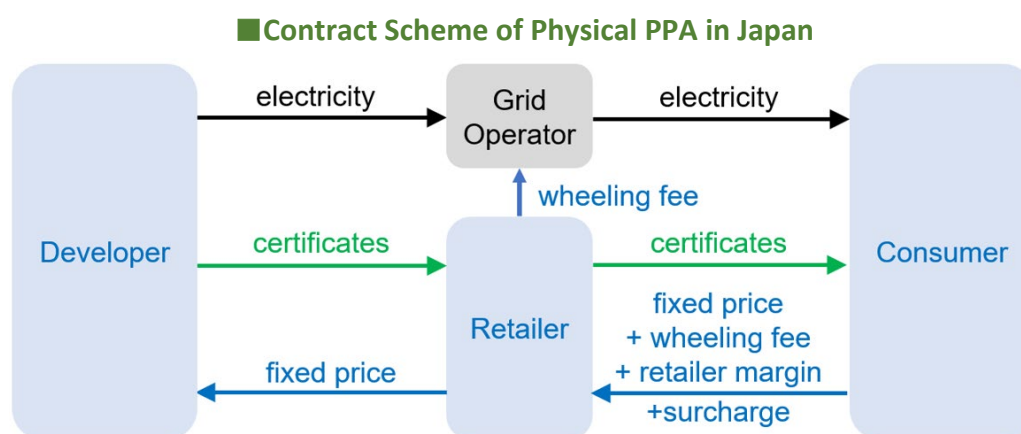 ■Contract Scheme of Physical PPA in Japan
electricity
Grid
Operator
electricity
wheeling fee
Developer
certificates
Retailer
certificates
Consumer
fixed price
fixed price
+ wheeling fee
+ retailer margin
+surcharge